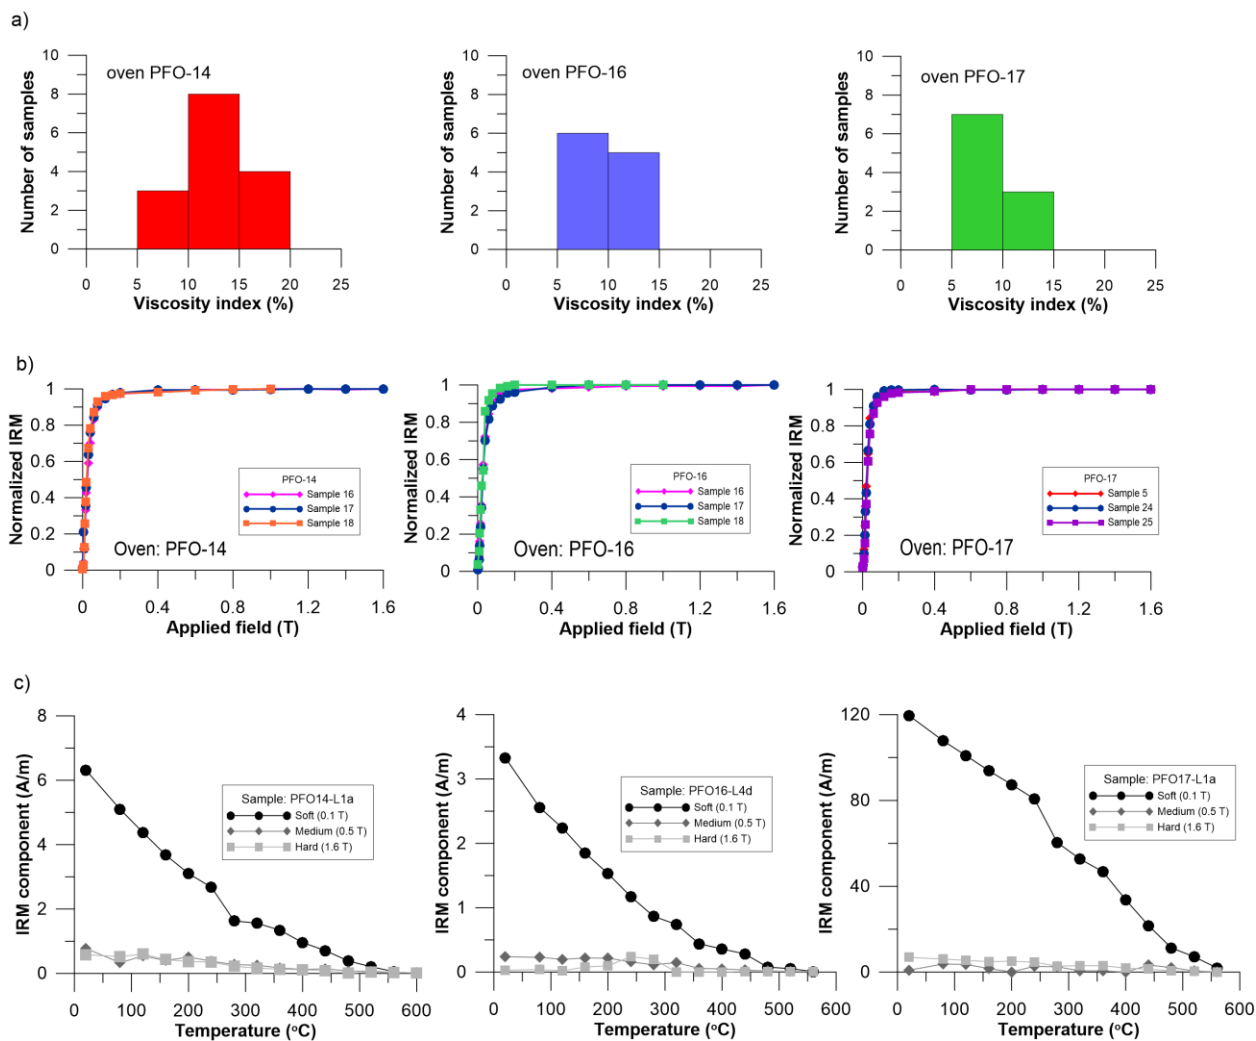 a)
oven PFO-14
Number of samples
10
8
6
4
2
0
0 5 10 15 20 25
Viscosity index (%)
oven PFO-16
Number of samples
10
8
6
4
2
0
0 5 10 15 20 25
Viscosity index (%)
oven PFO-17
Number of samples
10
8
6
4
2
0
0 5 10 15 20 25
Viscosity index (%)
b)
Normalized IRM
1
0.8
0.6
0.4
0.2
0
PFO-14
Sample 16
Sample 17
Sample 18
Oven: PFO-14
0 0.4 0.8 1.2 1.6
Applied field (T)
Normalized IRM
1
0.8
0.6
0.4
0.2
0
PFO-16
Sample 16
Sample 17
Sample 18
Oven: PFO-16
0 0.4 0.8 1.2 1.6
Applied field (T)
Normalized IRM
1
0.8
0.6
0.4
0.2
0
PFO-17
Sample 5
Sample 24
Sample 25
Oven: PFO-17
0 0.4 0.8 1.2 1.6
Applied field (T)
c)
IRM component (A/m)
8
6
4
2
0
Sample: PFO14-L1a
Soft (0.1 T)
Medium (0.5 T)
Hard (1.6 T)
0 100 200 300 400 500 600
Temperature (°C)
IRM component (A/m)
4
3
2
1
0
Sample: PFO16-L4d
Soft (0.1 T)
Medium (0.5 T)
Hard (1.6 T)
0 100 200 300 400 500 600
Temperature (°C)
IRM component (A/m)
120
80
40
0
Sample: PFO17-L1a
Soft (0.1 T)
Medium (0.5 T)
Hard (1.6 T)
0 100 200 300 400 500 600
Temperature (°C)